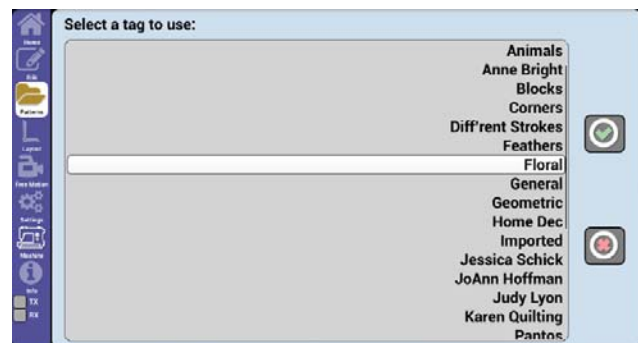 Select a tag to use:
Home
Edit
Patterns
Layout
Free Motion
Settings
Machine
Info
TX
RX
Animals
Anne Bright
Blocks
Corners
Diff'rent Strokes
Feathers
Floral
General
Geometric
Home Dec
Imported
Jessica Schick
JoAnn Hoffman
Judy Lyon
Karen Quilting
Pantos